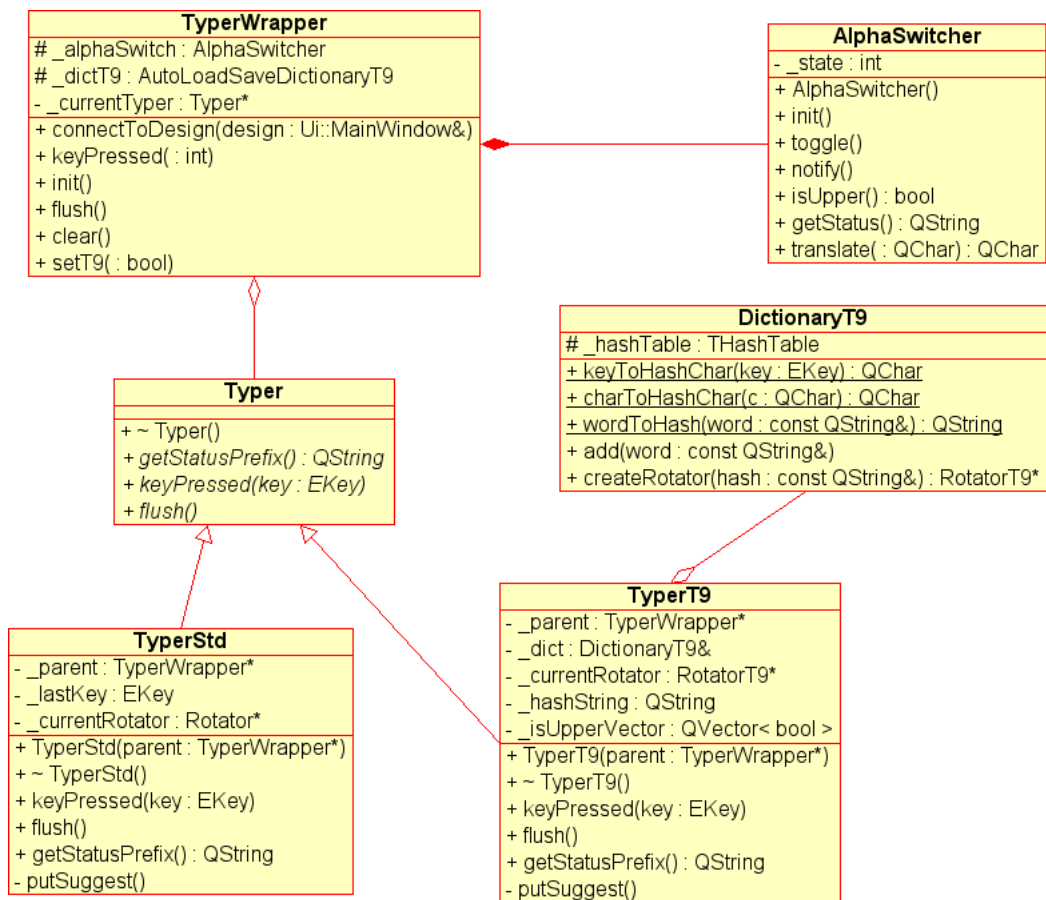 TyperWrapper
# _alphaSwitch : AlphaSwitcher
# _dictT9 : AutoLoadSaveDictionaryT9
- _currentTyper : Typer*
+ connectToDesign(design : Ui::MainWindow&)
+ keyPressed( : int)
+ init()
+ flush()
+ clear()
+ setT9( : bool)
AlphaSwitcher
- _state : int
+ AlphaSwitcher()
+ init()
+ toggle()
+ notify()
+ isUpper() : bool
+ getStatus() : QString
+ translate( : QChar) : QChar
DictionaryT9
# _hashTable : THashTable
+ keyToHashChar(key : EKey) : QChar
+ charToHashChar(c : QChar) : QChar
+ wordToHash(word : const QString&) : QString
+ add(word : const QString&)
+ createRotator(hash : const QString&) : RotatorT9*
Typer
+ ~ Typer()
+ getStatusPrefix() : QString
+ keyPressed(key : EKey)
+ flush()
TyperStd
- _parent : TyperWrapper*
- _lastKey : EKey
- _currentRotator : Rotator*
+ TyperStd(parent : TyperWrapper*)
+ ~ TyperStd()
+ keyPressed(key : EKey)
+ flush()
+ getStatusPrefix() : QString
- putSuggest()
TyperT9
- _parent : TyperWrapper*
- _dict : DictionaryT9&
- _currentRotator : RotatorT9*
- _hashString : QString
- _isUpperVector : QVector< bool >
+ TyperT9(parent : TyperWrapper*)
+ ~ TyperT9()
+ keyPressed(key : EKey)
+ flush()
+ getStatusPrefix() : QString
- putSuggest()